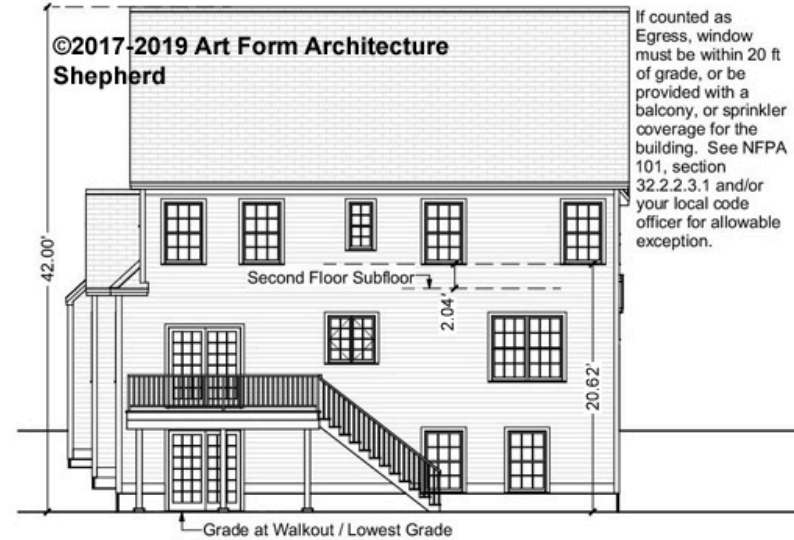 ©2017-2019 Art Form Architecture
Shepherd
If counted as
Egress, window
must be within 20 ft
of grade, or be
provided with a
balcony, or sprinkler
coverage for the
building. See NFPA
101, section
32.2.2.3.1 and/or
your local code
officer for allowable
exception.
42.00'
Second Floor Subfloor
2.04'
20.62'
Grade at Walkout / Lowest Grade